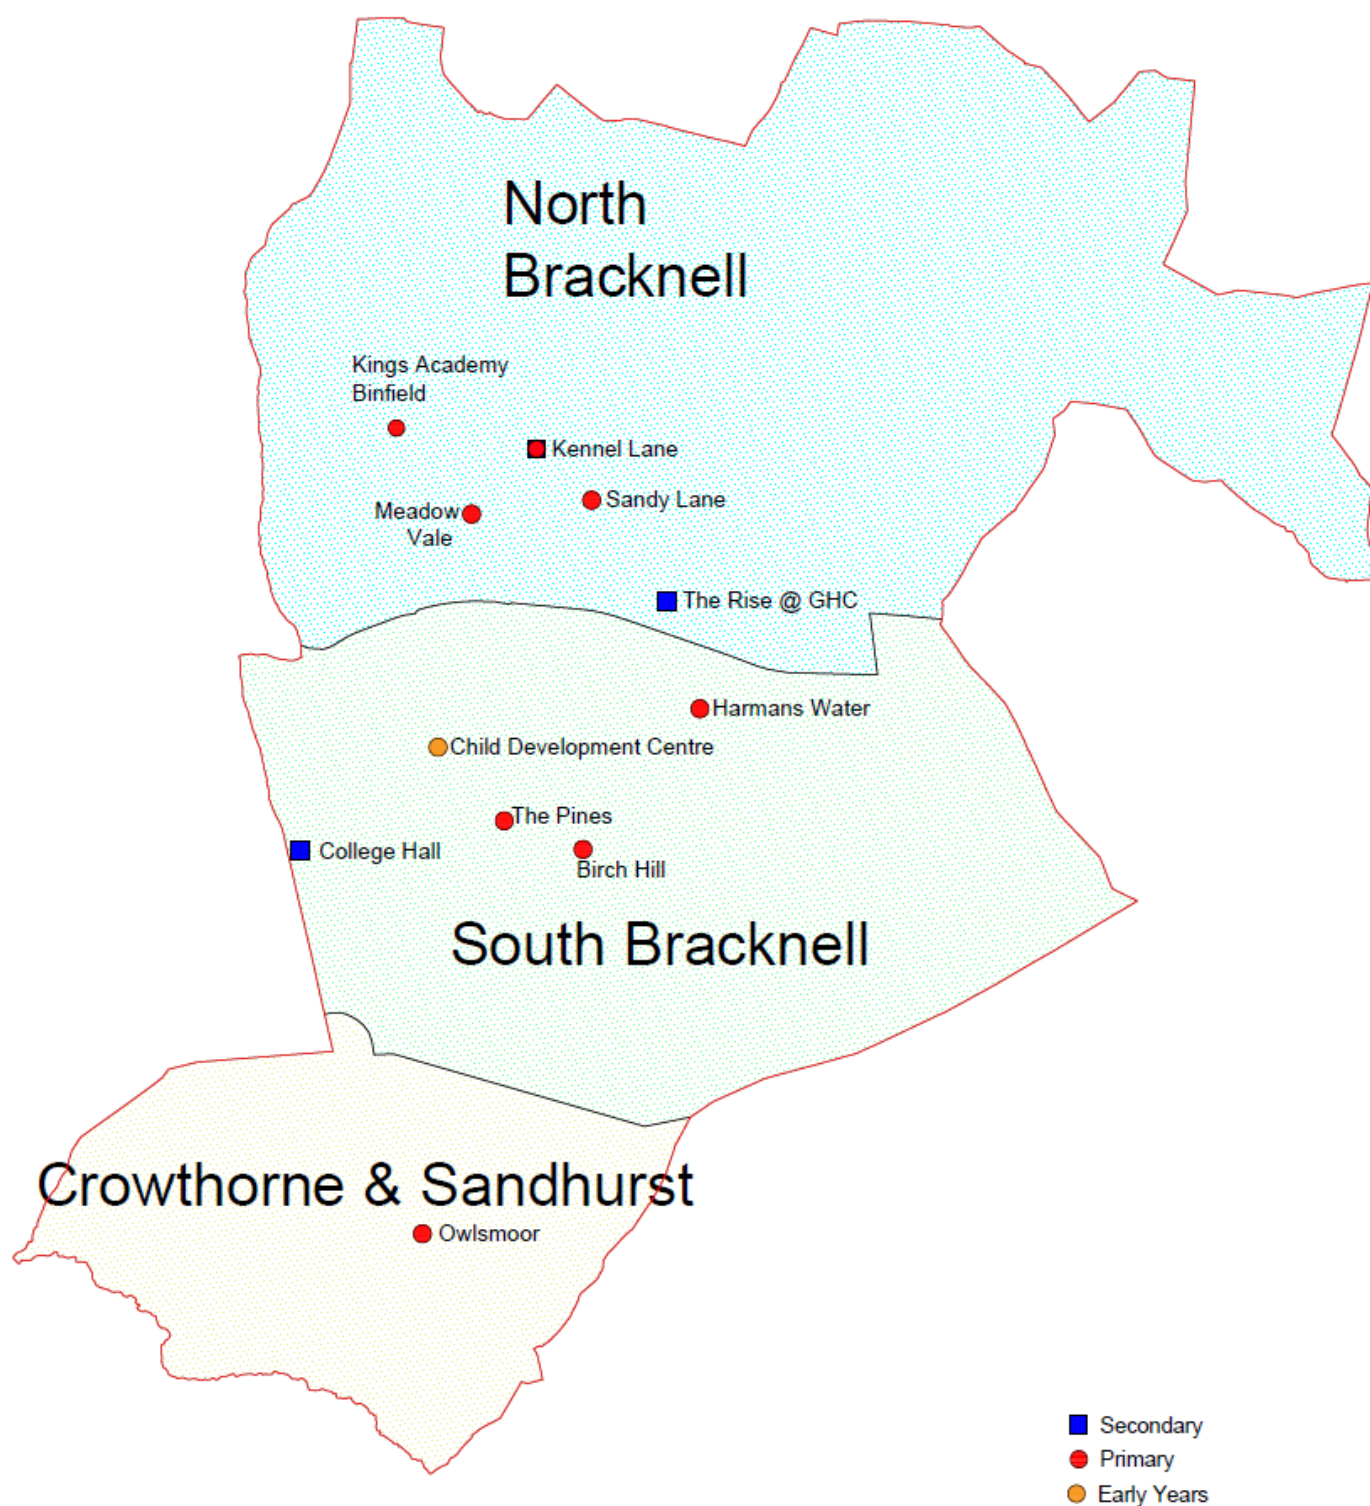 North
Bracknell
Kings Academy
Binfield
Kennel Lane
Sandy Lane
Meadow
Vale
The Rise @ GHC
Harmans Water
Child Development Centre
The Pines
College Hall
Birch Hill
South Bracknell
Crowthorne & Sandhurst
Owlsmoor
Secondary
Primary
Early Years